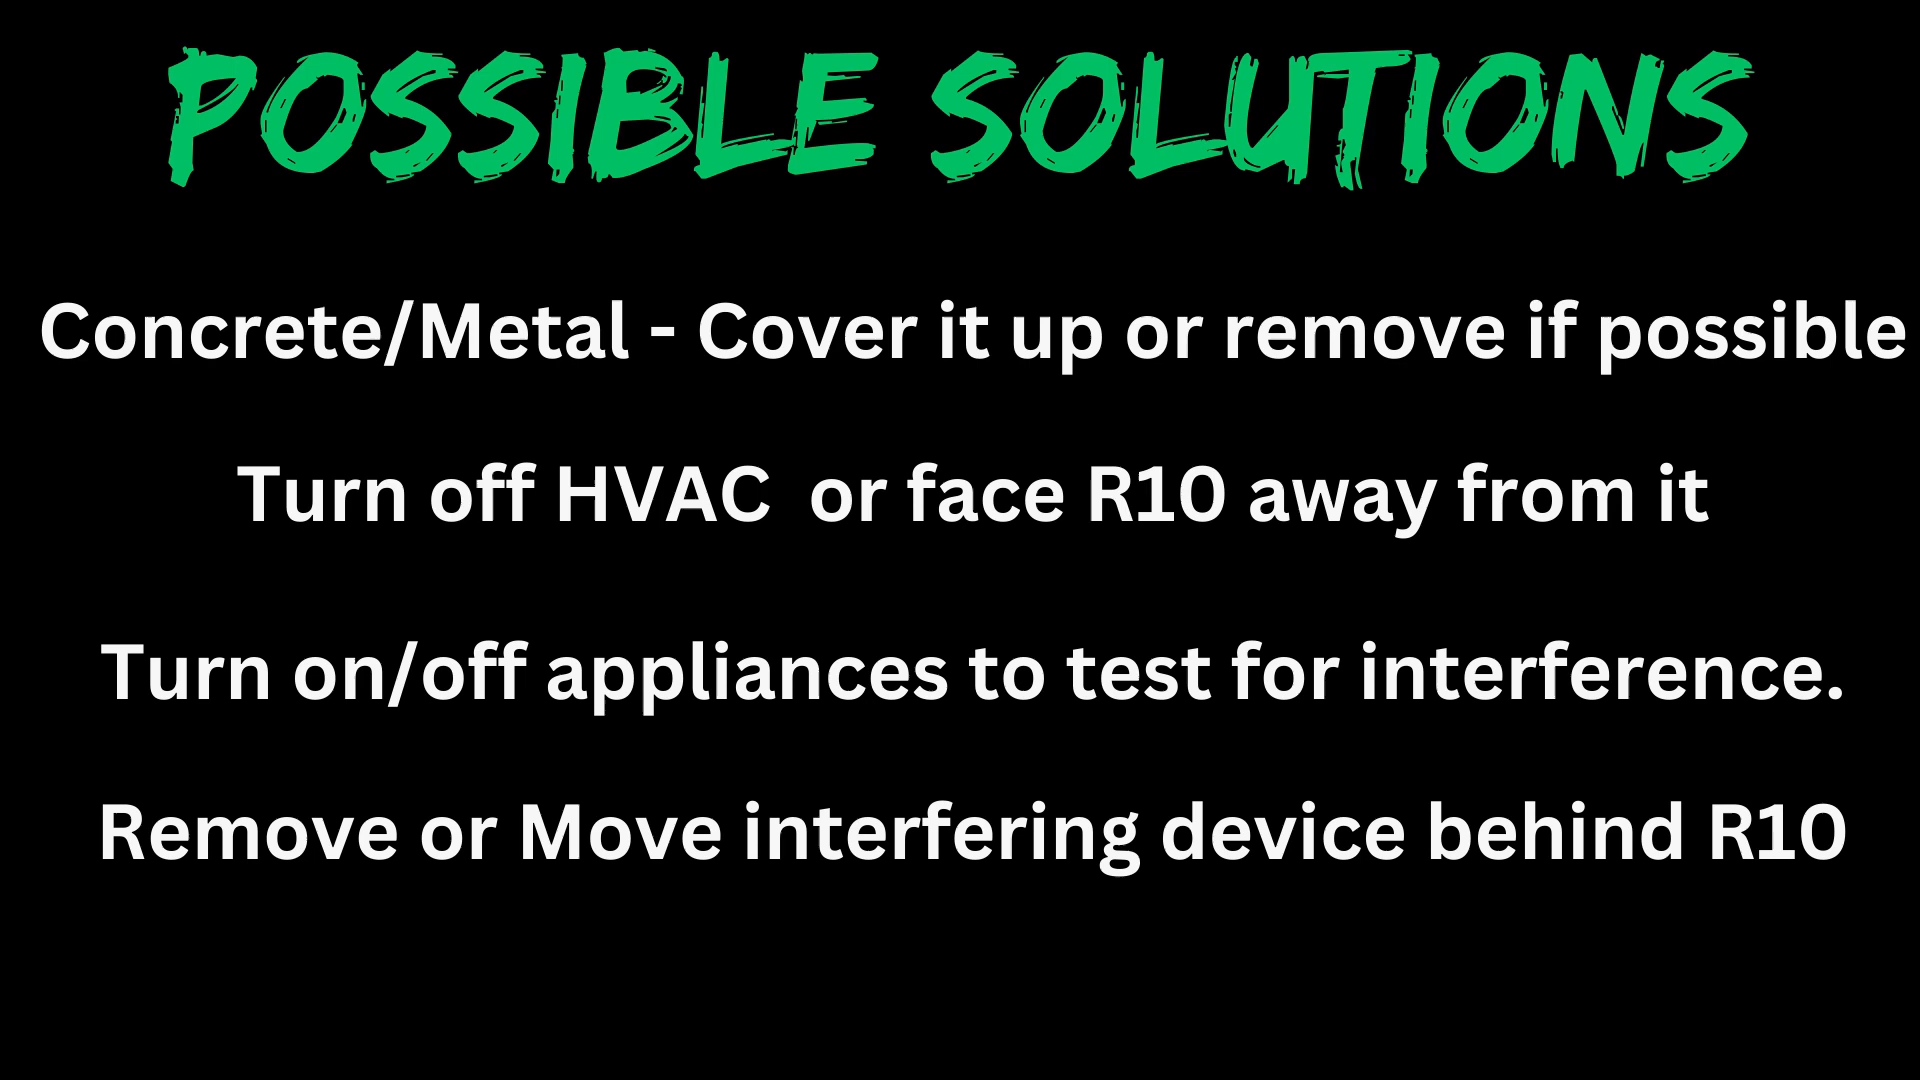 POSSIBLE SOLUTIONS
Concrete/Metal - Cover it up or remove if possible
Turn off HVAC  or face R10 away from it
Turn on/off appliances to test for interference.
Remove or Move interfering device behind R10